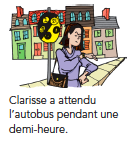 Clarisse a attendu
l'autobus pendant une
demi-heure.